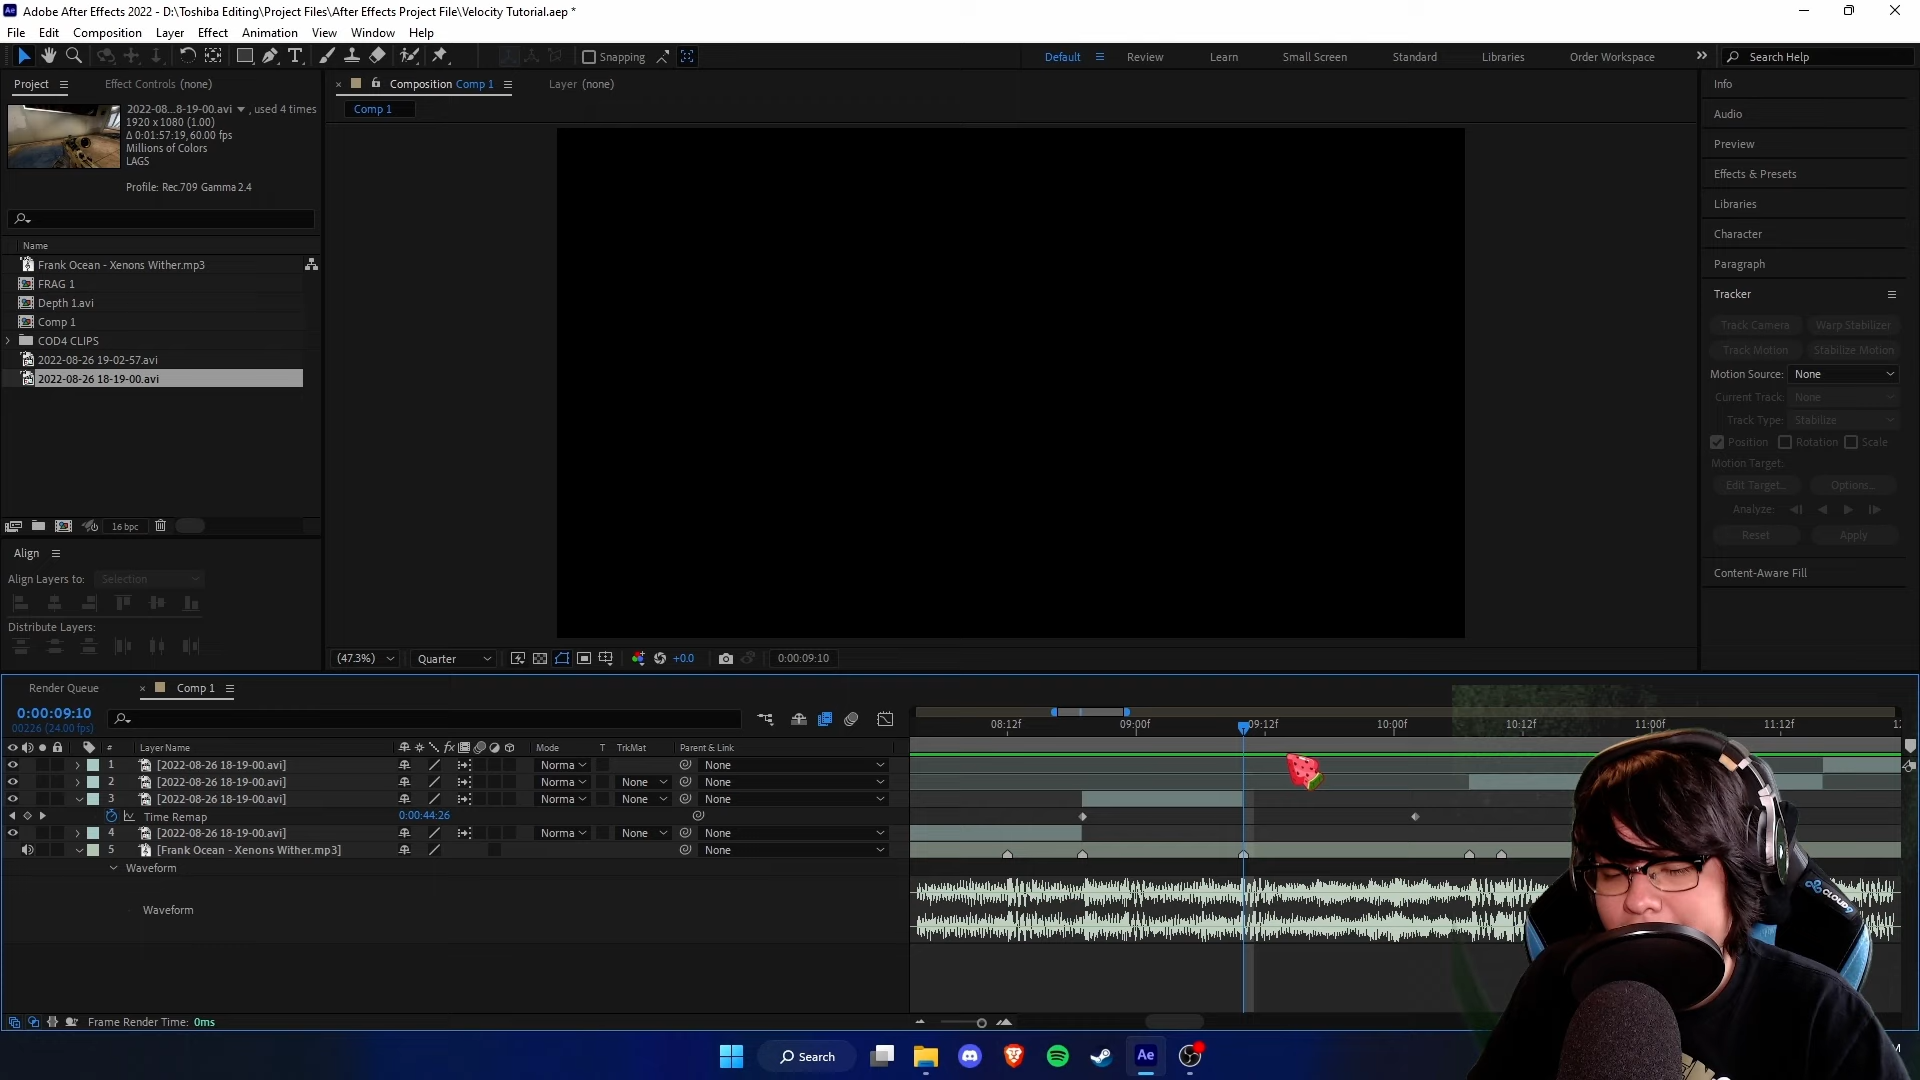 Adobe After Effects 2022 - D:\Toshiba Editing\Project Files\After Effects Project File\Velocity Tutorial.aep *
File Edit Composition Layer Effect Animation View Window Help
Snapping Default Review Learn Small Screen Standard Libraries Order Workspace Search Help
Project Effect Controls (none) Composition Comp 1 Layer (none)
Comp 1
2022-08...8-19-00.avi , used 4 times
1920 x 1080 (1.00)
Δ 0:01:57:19, 60.00 fps
Millions of Colors
LAGS
Profile: Rec.709 Gamma 2.4
Name
Frank Ocean - Xenons Wither.mp3
FRAG 1
Depth 1.avi
Comp 1
COD4 CLIPS
2022-08-26 19-02-57.avi
2022-08-26 18-19-00.avi
16 bpc
Align
Align Layers to: Selection
Distribute Layers:
(47.3%) Quarter +0.0 0:00:09:10
Info
Audio
Preview
Effects & Presets
Libraries
Character
Paragraph
Tracker
Track Camera Warp Stabilizer
Track Motion Stabilize Motion
Motion Source: None
Current Track: None
Track Type: Stabilize
Position Rotation Scale
Motion Target:
Edit Target... Options...
Analyze:
Reset Apply
Content-Aware Fill
Render Queue Comp 1
0:00:09:10
00226 (24.00 fps)
08:12f 09:00f 09:12f 10:00f 10:12f 11:00f 11:12f
# Layer Name fx Mode T TrkMat Parent & Link
1 [2022-08-26 18-19-00.avi] Norma None
2 [2022-08-26 18-19-00.avi] Norma None None
3 [2022-08-26 18-19-00.avi] Norma None None
Time Remap 0:00:44:26
4 [2022-08-26 18-19-00.avi] Norma None None
5 [Frank Ocean - Xenons Wither.mp3] None
Waveform
Waveform
CLOUD9
Frame Render Time: 0ms
Search Ae